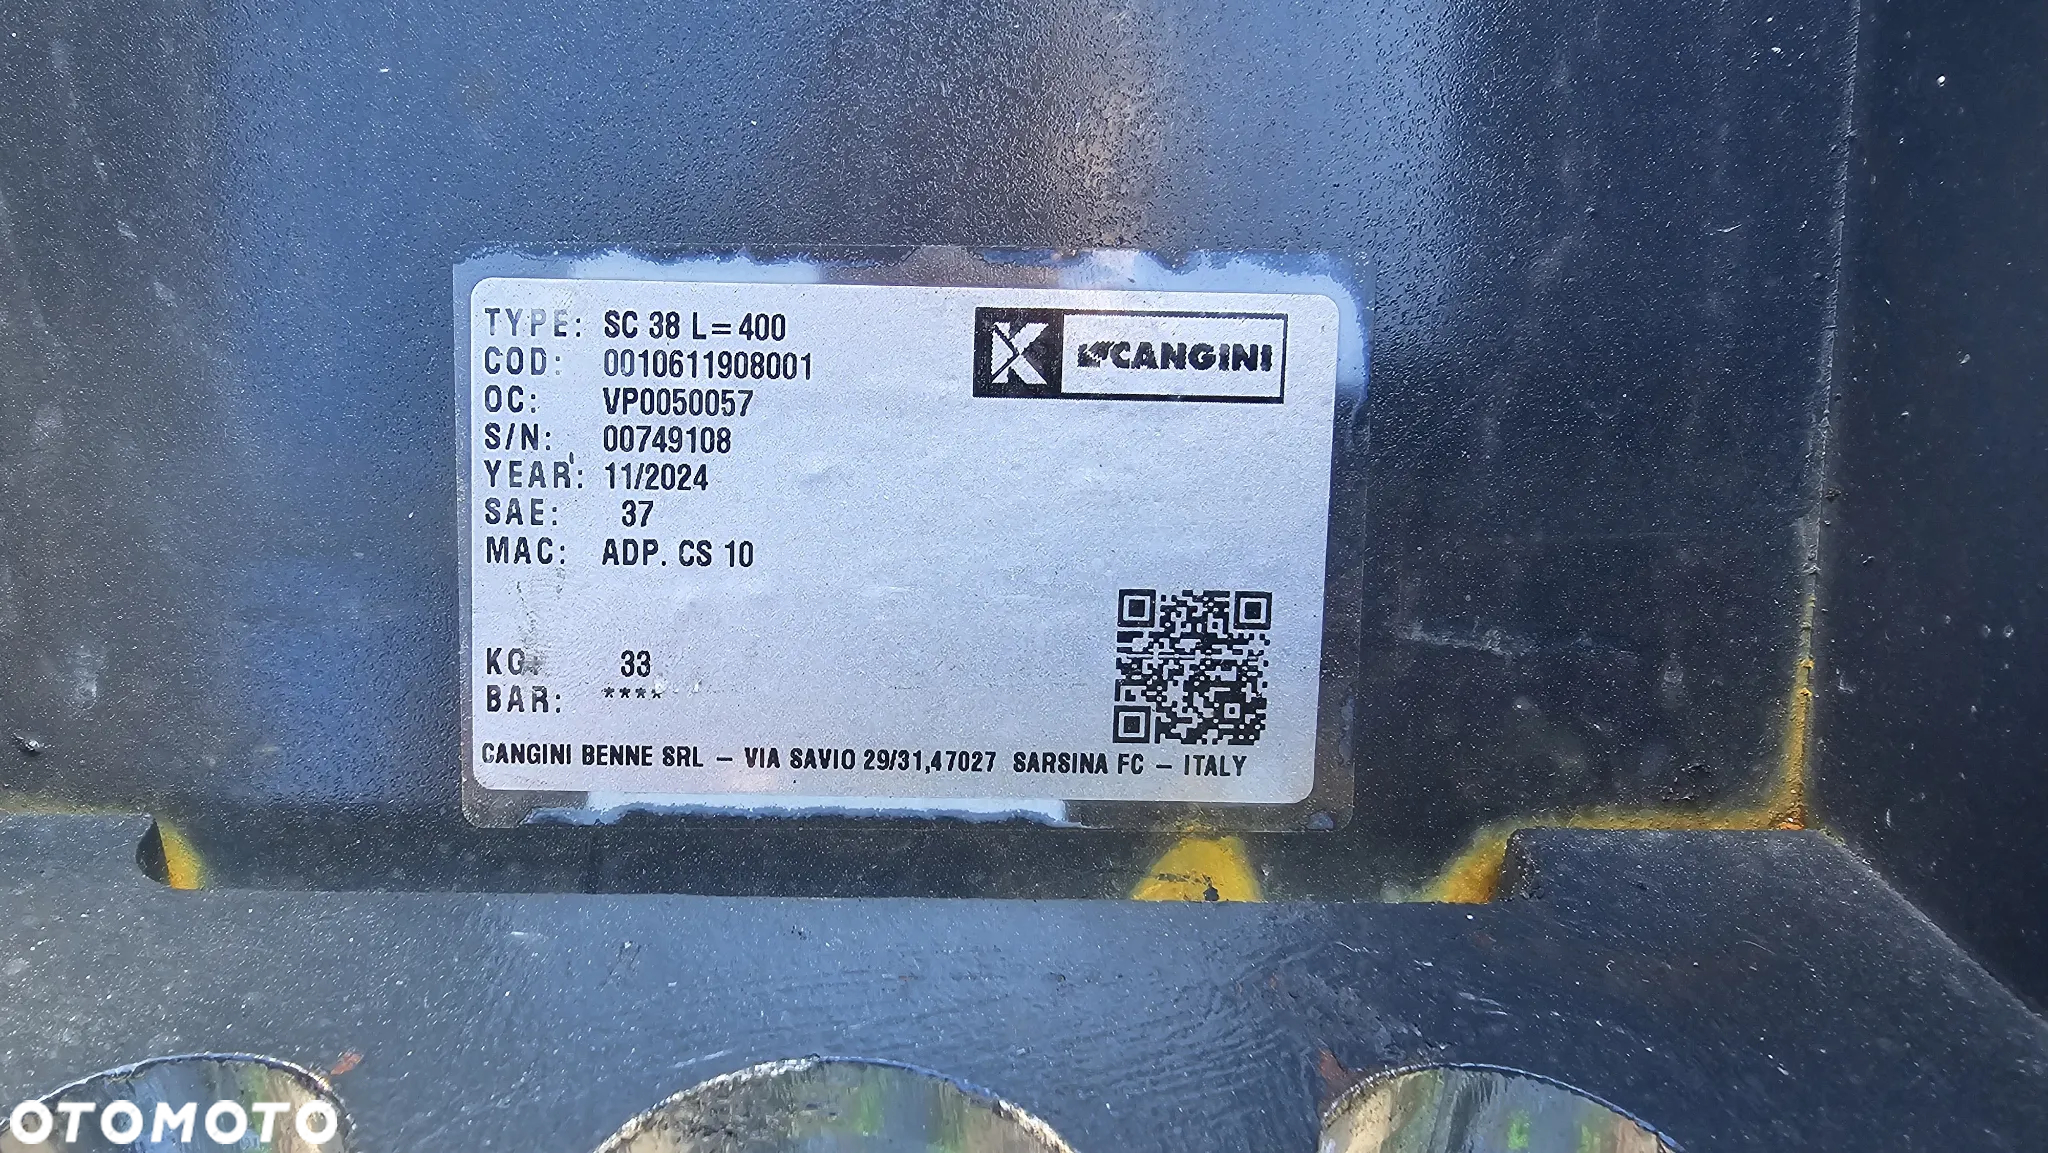 TYPE: SC 38 L=400
COD: 0010611908001
OC: VP0050057
S/N: 00749108
YEAR: 11/2024
SAE: 37
MAC: ADP. CS 10
KG: 33
BAR: ****
CANGINI
CANGINI BENNE SRL – VIA SAVIO 29/31,47027 SARSINA FC – ITALY
OTOMOTO